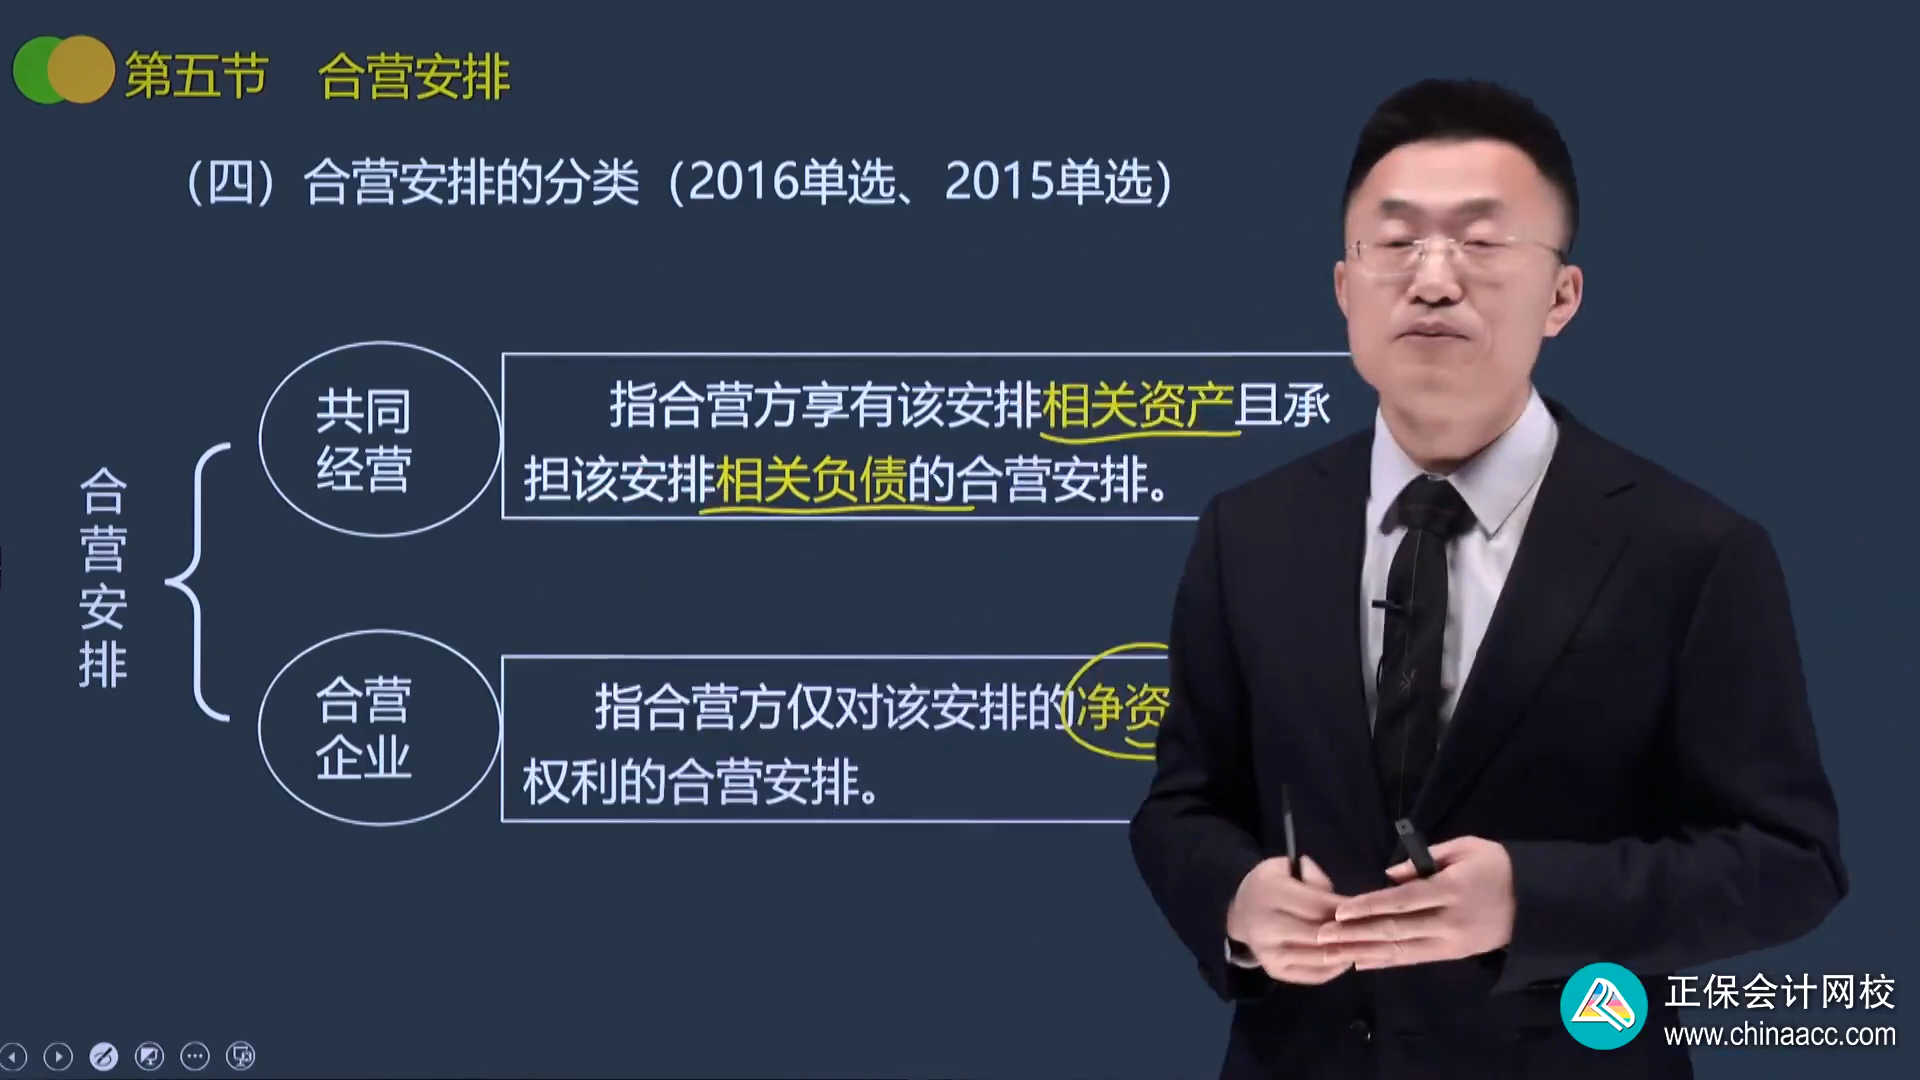 第五节 合营安排
（四）合营安排的分类（2016单选、2015单选）
合营安排
共同
经营
指合营方享有该安排相关资产且承
担该安排相关负债的合营安排。
合营
企业
指合营方仅对该安排的净资
权利的合营安排。
正保会计网校
www.chinaacc.com